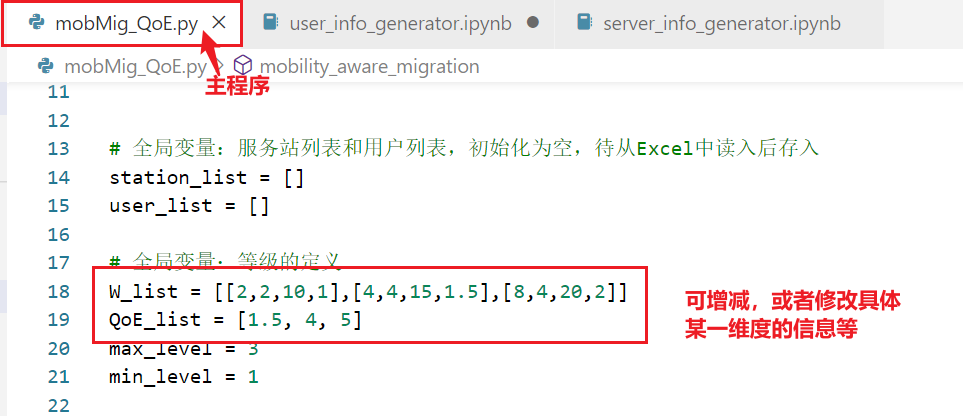 mobMig_QoE.py
user_info_generator.ipynb
server_info_generator.ipynb
mobMig_QoE.py > mobility_aware_migration
主程序
11
12
13 # 全局变量：服务站列表和用户列表，初始化为空，待从Excel中读入后存入
14 station_list = []
15 user_list = []
16
17 # 全局变量：等级的定义
18 W_list = [[2,2,10,1],[4,4,15,1.5],[8,4,20,2]]
19 QoE_list = [1.5, 4, 5]
20 max_level = 3
21 min_level = 1
22
可增减，或者修改具体
某一维度的信息等